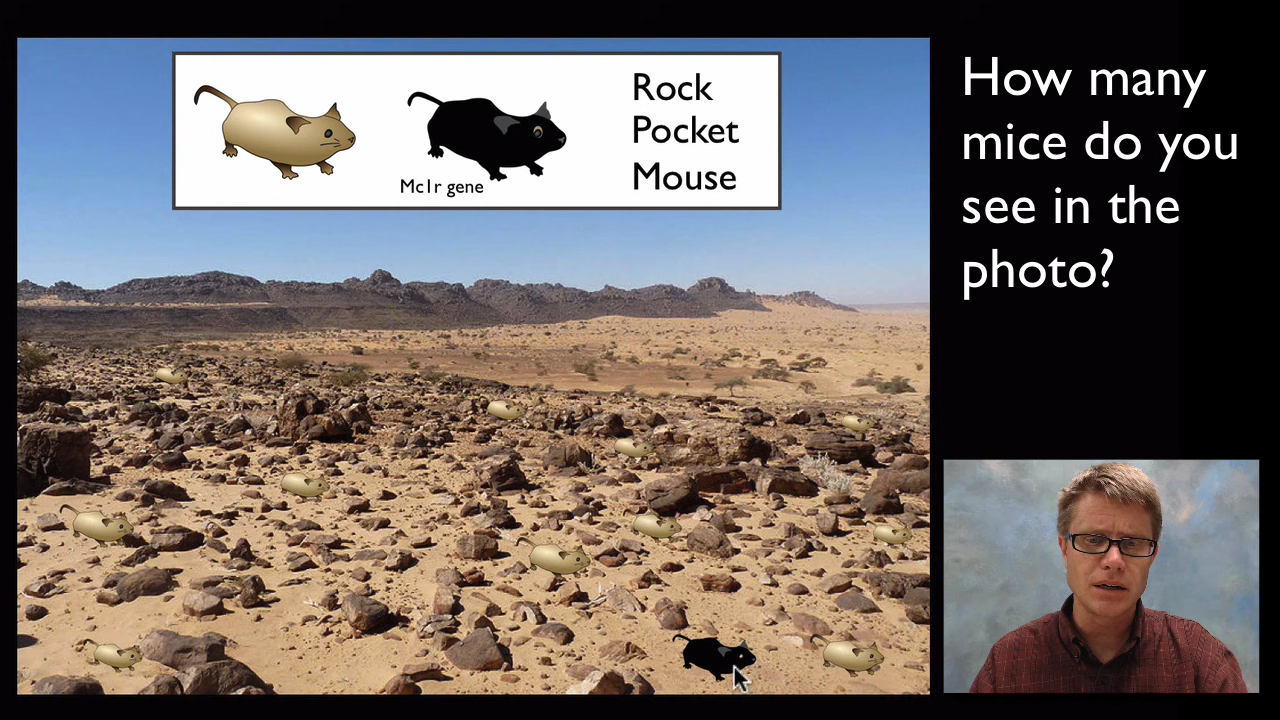 Rock
Pocket
Mouse
Mc1r gene
How many
mice do you
see in the
photo?